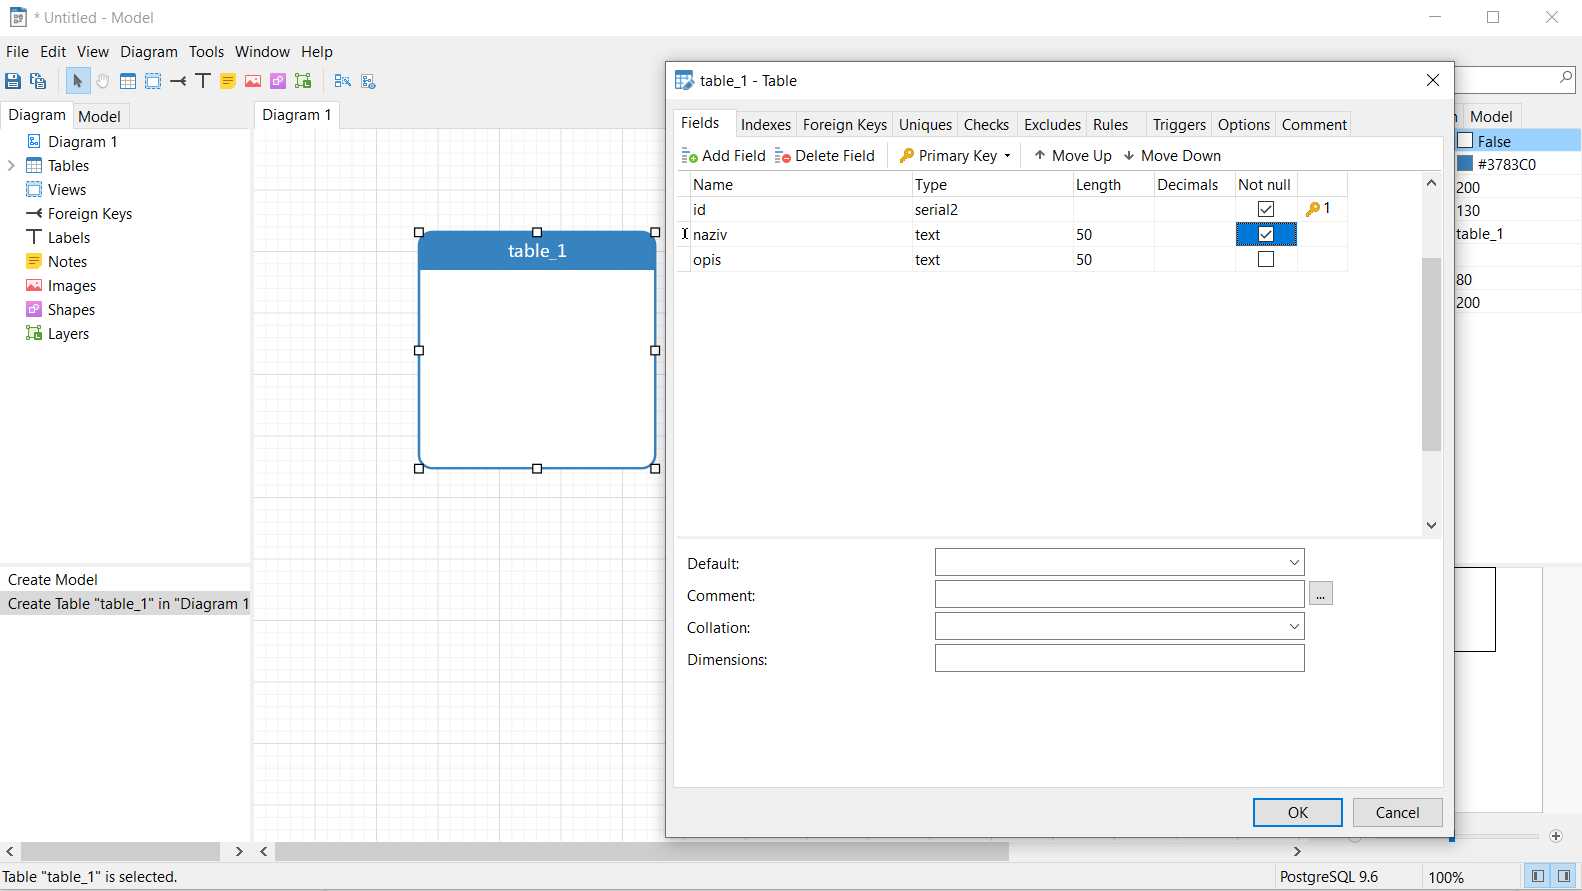 * Untitled - Model
File Edit View Diagram Tools Window Help
Diagram Model
Diagram 1
Tables
Views
Foreign Keys
Labels
Notes
Images
Shapes
Layers
Create Model
Create Table "table_1" in "Diagram 1
Diagram 1
table_1
table_1 - Table
Fields Indexes Foreign Keys Uniques Checks Excludes Rules Triggers Options Comment
Add Field Delete Field Primary Key Move Up Move Down
Name Type Length Decimals Not null
id serial2 1
naziv text 50
opis text 50
Default:
Comment: ...
Collation:
Dimensions:
OK Cancel
Model
False
#3783C0
200
130
table_1
80
200
Table "table_1" is selected.
PostgreSQL 9.6 100%